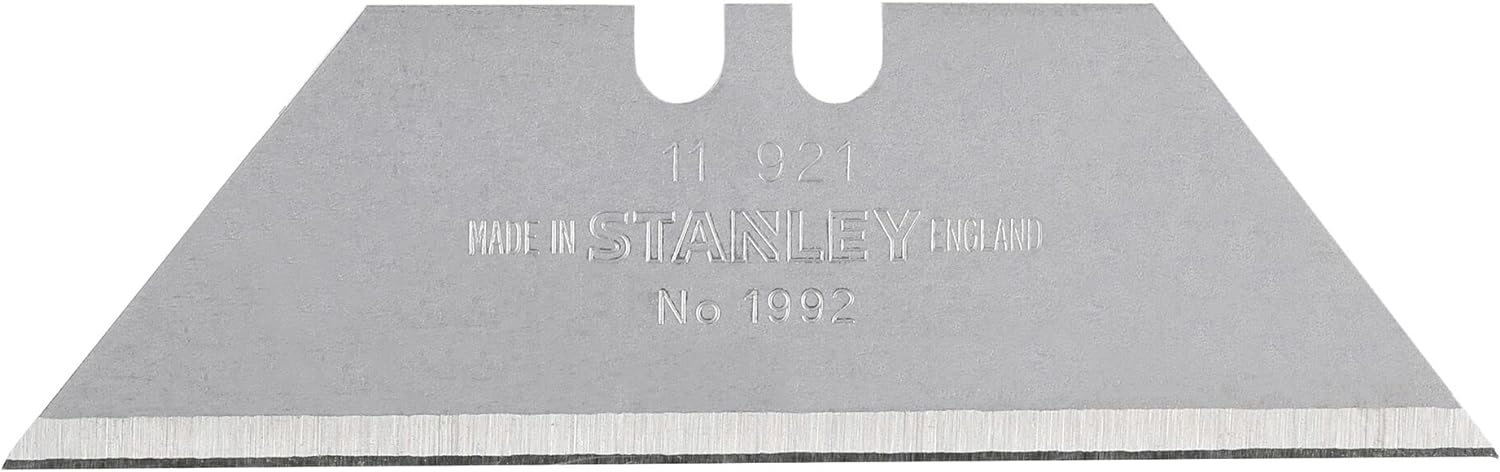 11 921
MADE IN STANLEY ENGLAND
No 1992